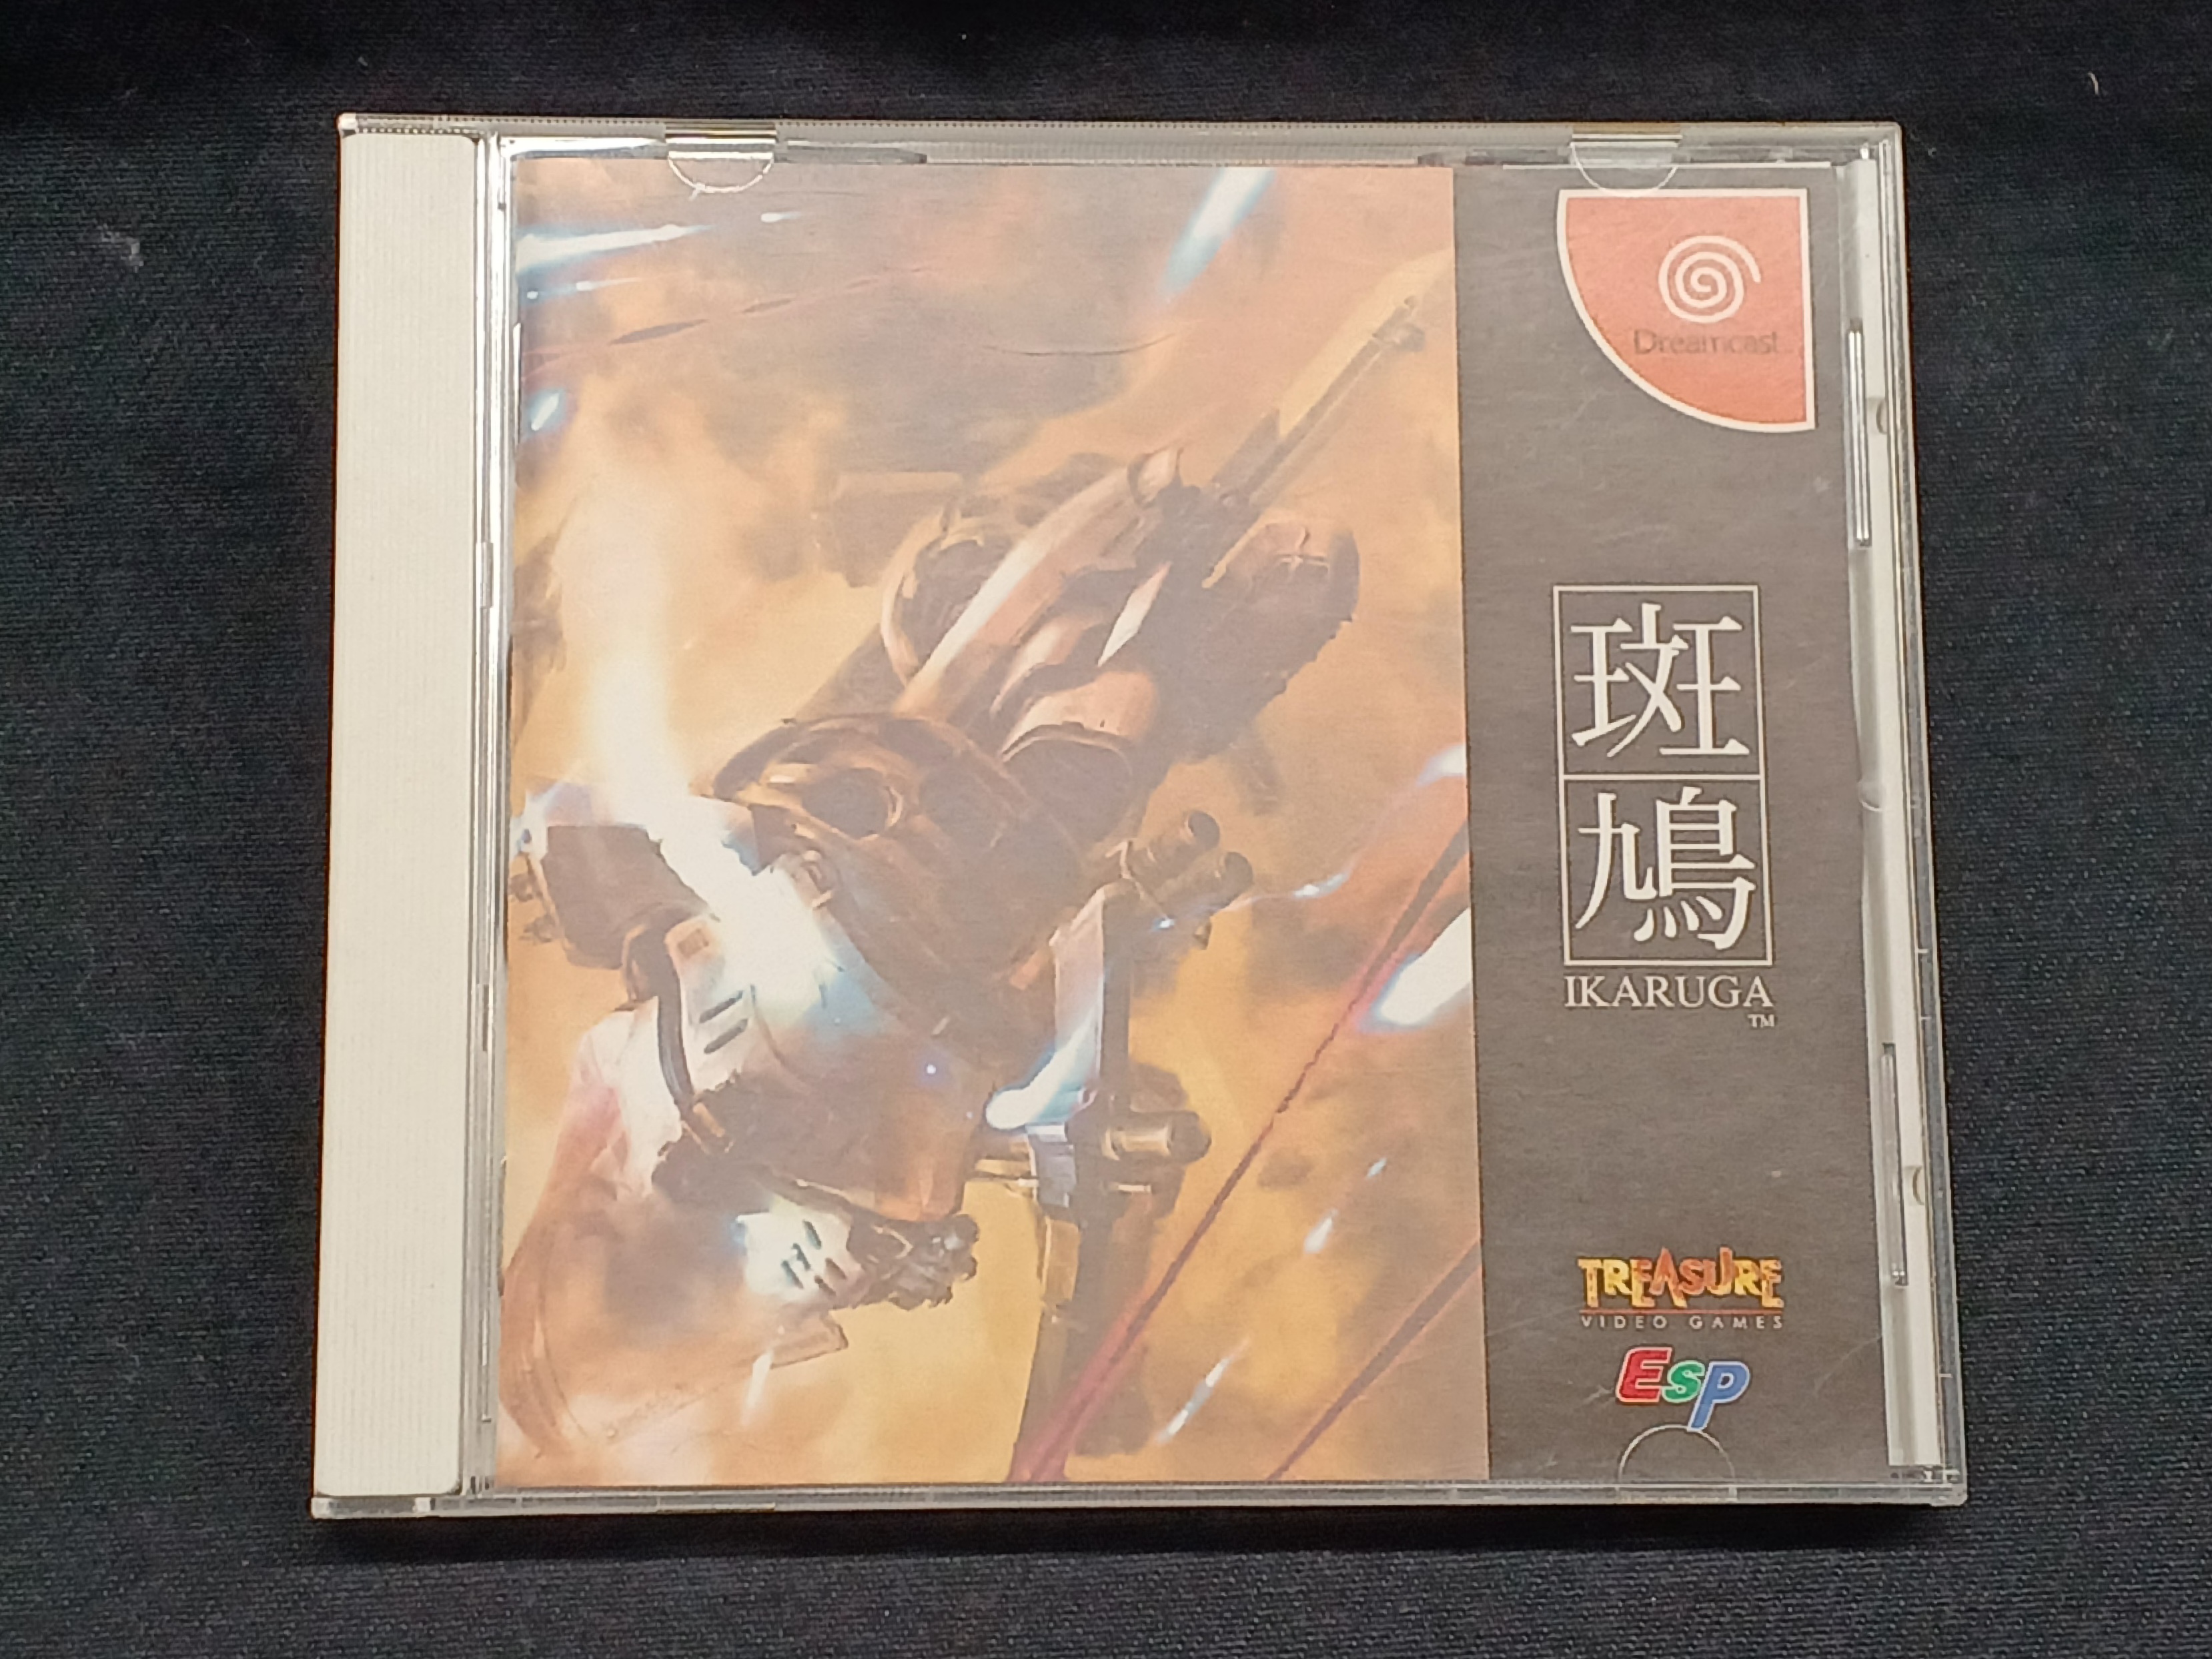 Dreamcast
斑
鳩
IKARUGA
TM
TREASURE
VIDEO GAMES
ESP